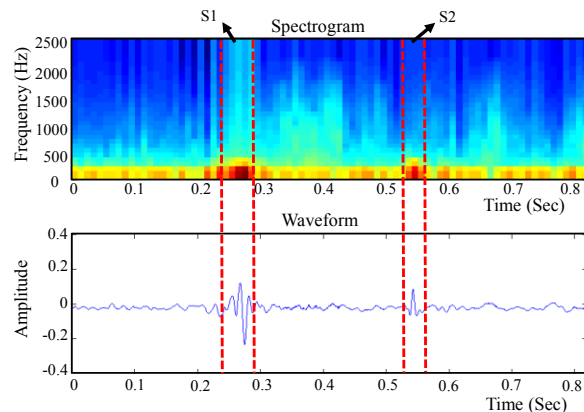 S1 S2
Spectrogram
Frequency (Hz)
2500
2000
1500
1000
500
0
0 0.1 0.2 0.3 0.4 0.5 0.6 0.7 0.8
Time (Sec)
Waveform
Amplitude
0.4
0.2
0
-0.2
-0.4
0 0.1 0.2 0.3 0.4 0.5 0.6 0.7 0.8
Time (Sec)